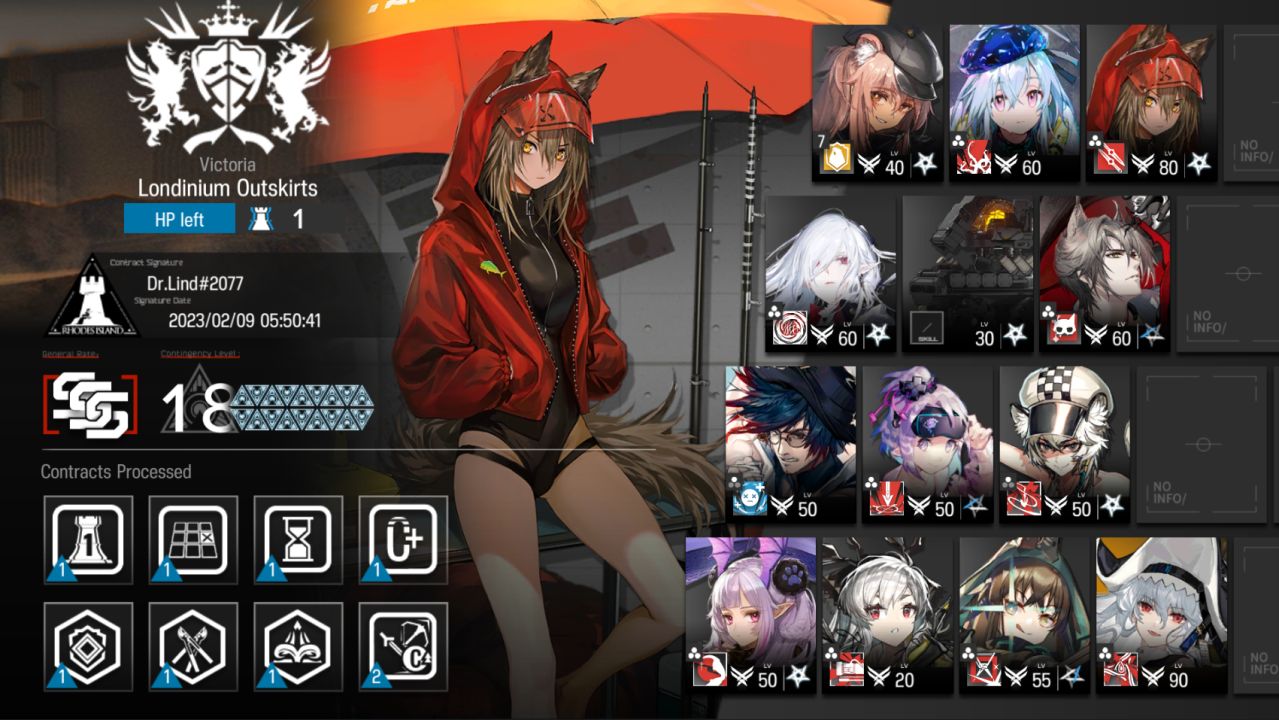 Victoria
Londinium Outskirts
HP left 1
Contract Signature
Dr.Lind#2077
Signature Date
2023/02/09 05:50:41
RHODES ISLAND
General Rate:
Contingency Level:
18
Contracts Processed
1
1 1 1 1
1 1 1 2
7 LV 40
LV 60
LV 80
NO INFO/
LV 60
SKILL LV 30
LV 60
NO INFO/
LV 50
LV 50
LV 50
NO INFO/
LV 50
LV 20
LV 55
LV 90
NO INFO